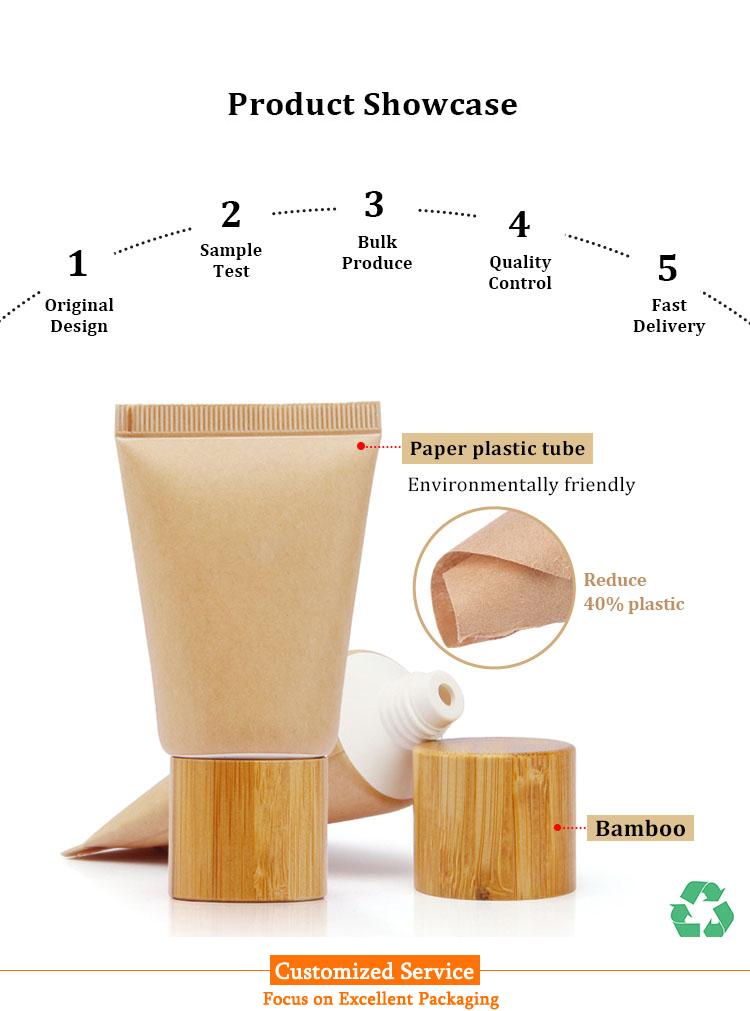 Product Showcase
1
Original
Design
2
Sample
Test
3
Bulk
Produce
4
Quality
Control
5
Fast
Delivery
Paper plastic tube
Environmentally friendly
Reduce
40% plastic
Bamboo
Customized Service
Focus on Excellent Packaging